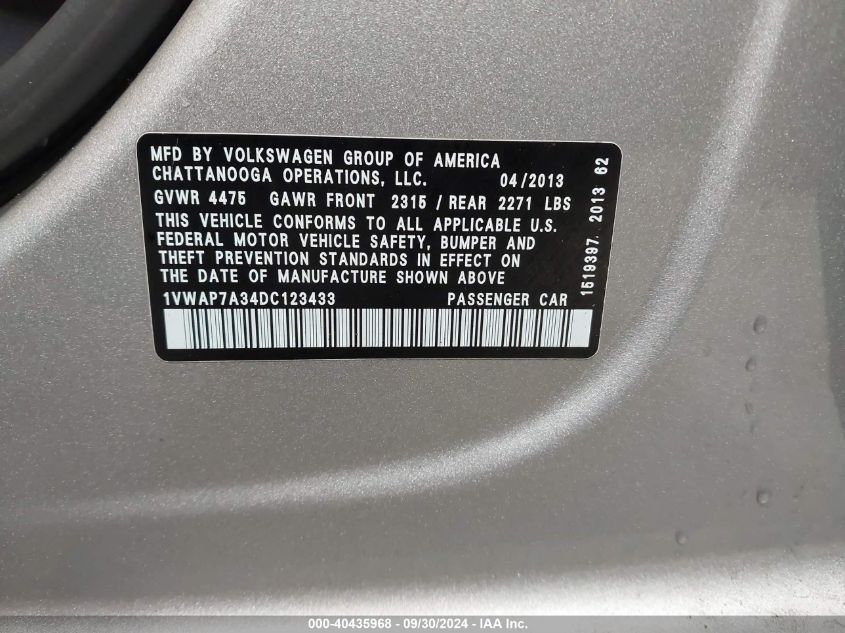 MFD BY VOLKSWAGEN GROUP OF AMERICA
CHATTANOOGA OPERATIONS, LLC. 04/2013
GVWR 4475 GAWR FRONT 2315 / REAR 2271 LBS
THIS VEHICLE CONFORMS TO ALL APPLICABLE U.S.
FEDERAL MOTOR VEHICLE SAFETY, BUMPER AND
THEFT PREVENTION STANDARDS IN EFFECT ON
THE DATE OF MANUFACTURE SHOWN ABOVE
1VWAP7A34DC123433 PASSENGER CAR
1519397 2013 62
000-40435968 - 09/30/2024 - IAA Inc.